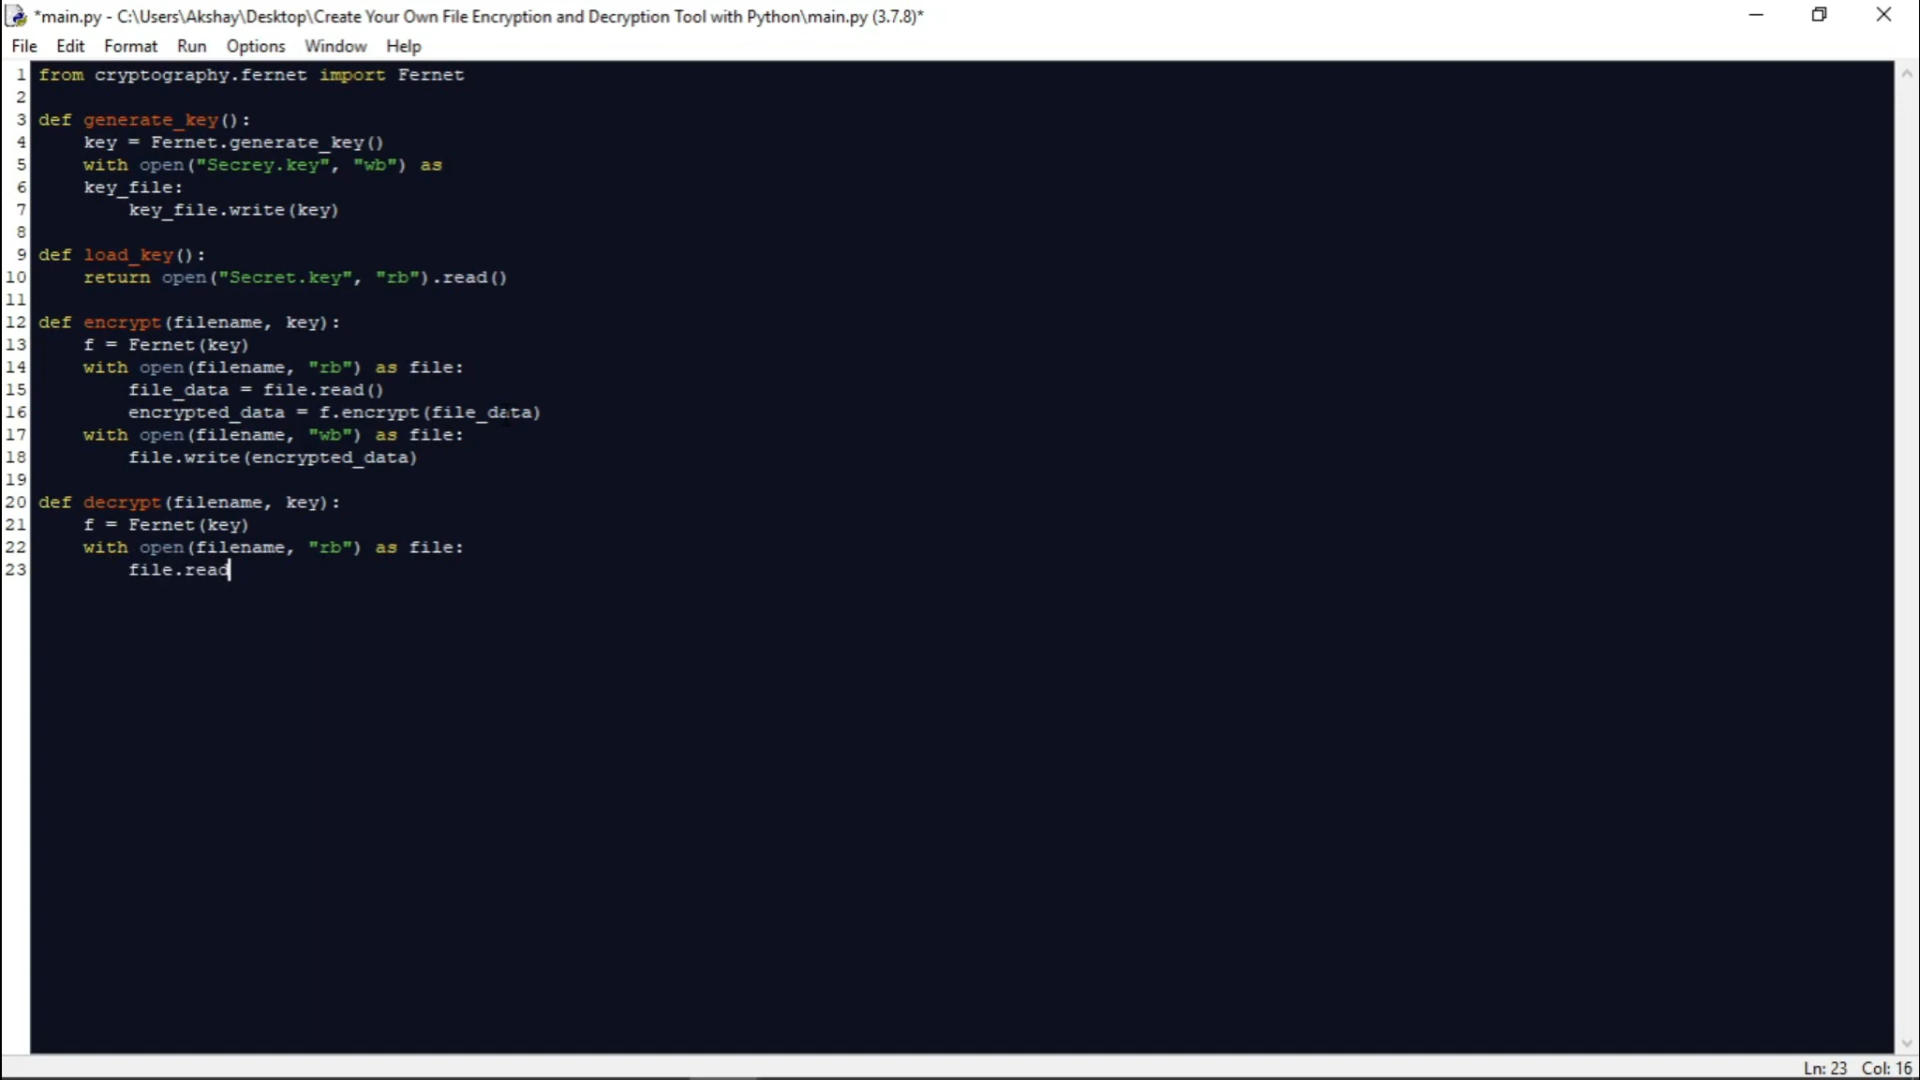 *main.py - C:\Users\Akshay\Desktop\Create Your Own File Encryption and Decryption Tool with Python\main.py (3.7.8)*
File Edit Format Run Options Window Help
1 from cryptography.fernet import Fernet
2
3 def generate_key():
4     key = Fernet.generate_key()
5     with open("Secrey.key", "wb") as
6     key_file:
7         key_file.write(key)
8
9 def load_key():
10     return open("Secret.key", "rb").read()
11
12 def encrypt(filename, key):
13     f = Fernet(key)
14     with open(filename, "rb") as file:
15         file_data = file.read()
16         encrypted_data = f.encrypt(file_data)
17     with open(filename, "wb") as file:
18         file.write(encrypted_data)
19
20 def decrypt(filename, key):
21     f = Fernet(key)
22     with open(filename, "rb") as file:
23         file.read
Ln: 23 Col: 16